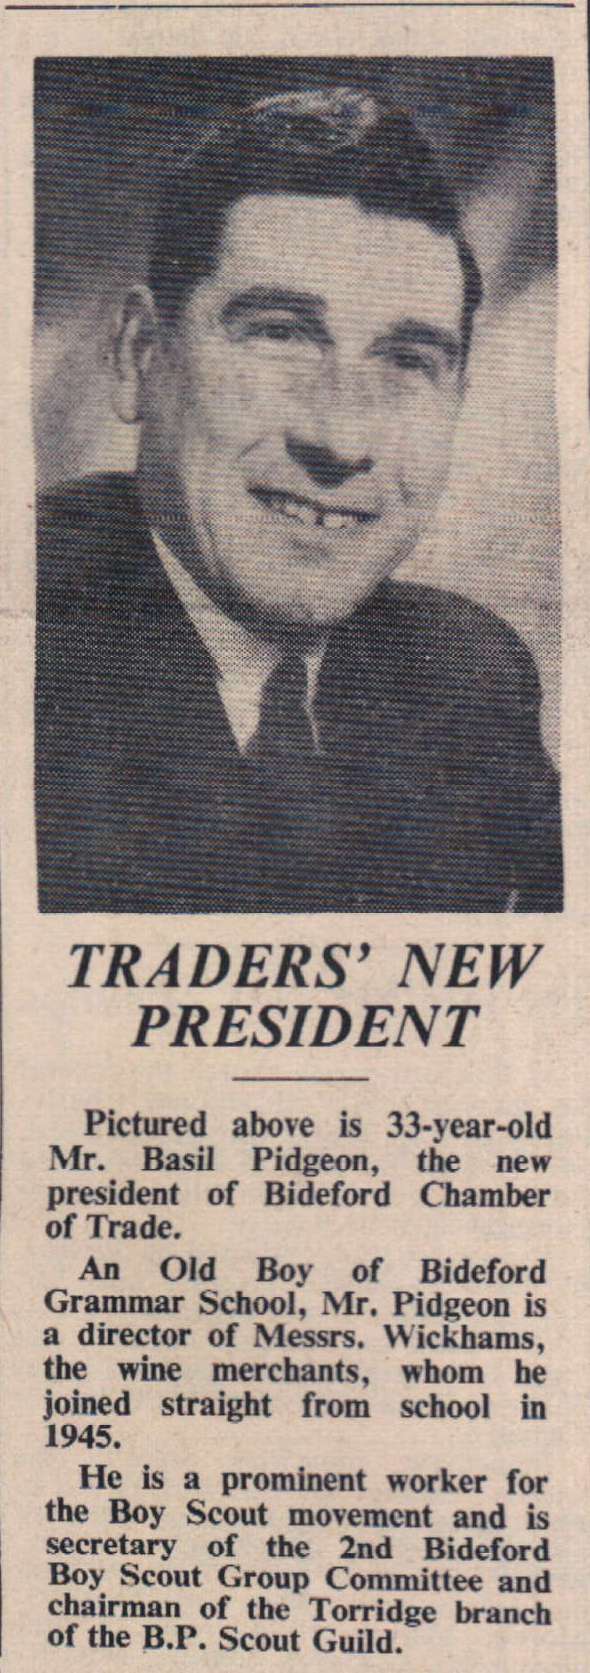 TRADERS’ NEW
PRESIDENT
Pictured above is 33-year-old
Mr. Basil Pidgeon, the new
president of Bideford Chamber
of Trade.
An Old Boy of Bideford
Grammar School, Mr. Pidgeon is
a director of Messrs. Wickhams,
the wine merchants, whom he
joined straight from school in
1945.
He is a prominent worker for
the Boy Scout movement and is
secretary of the 2nd Bideford
Boy Scout Group Committee and
chairman of the Torridge branch
of the B.P. Scout Guild.